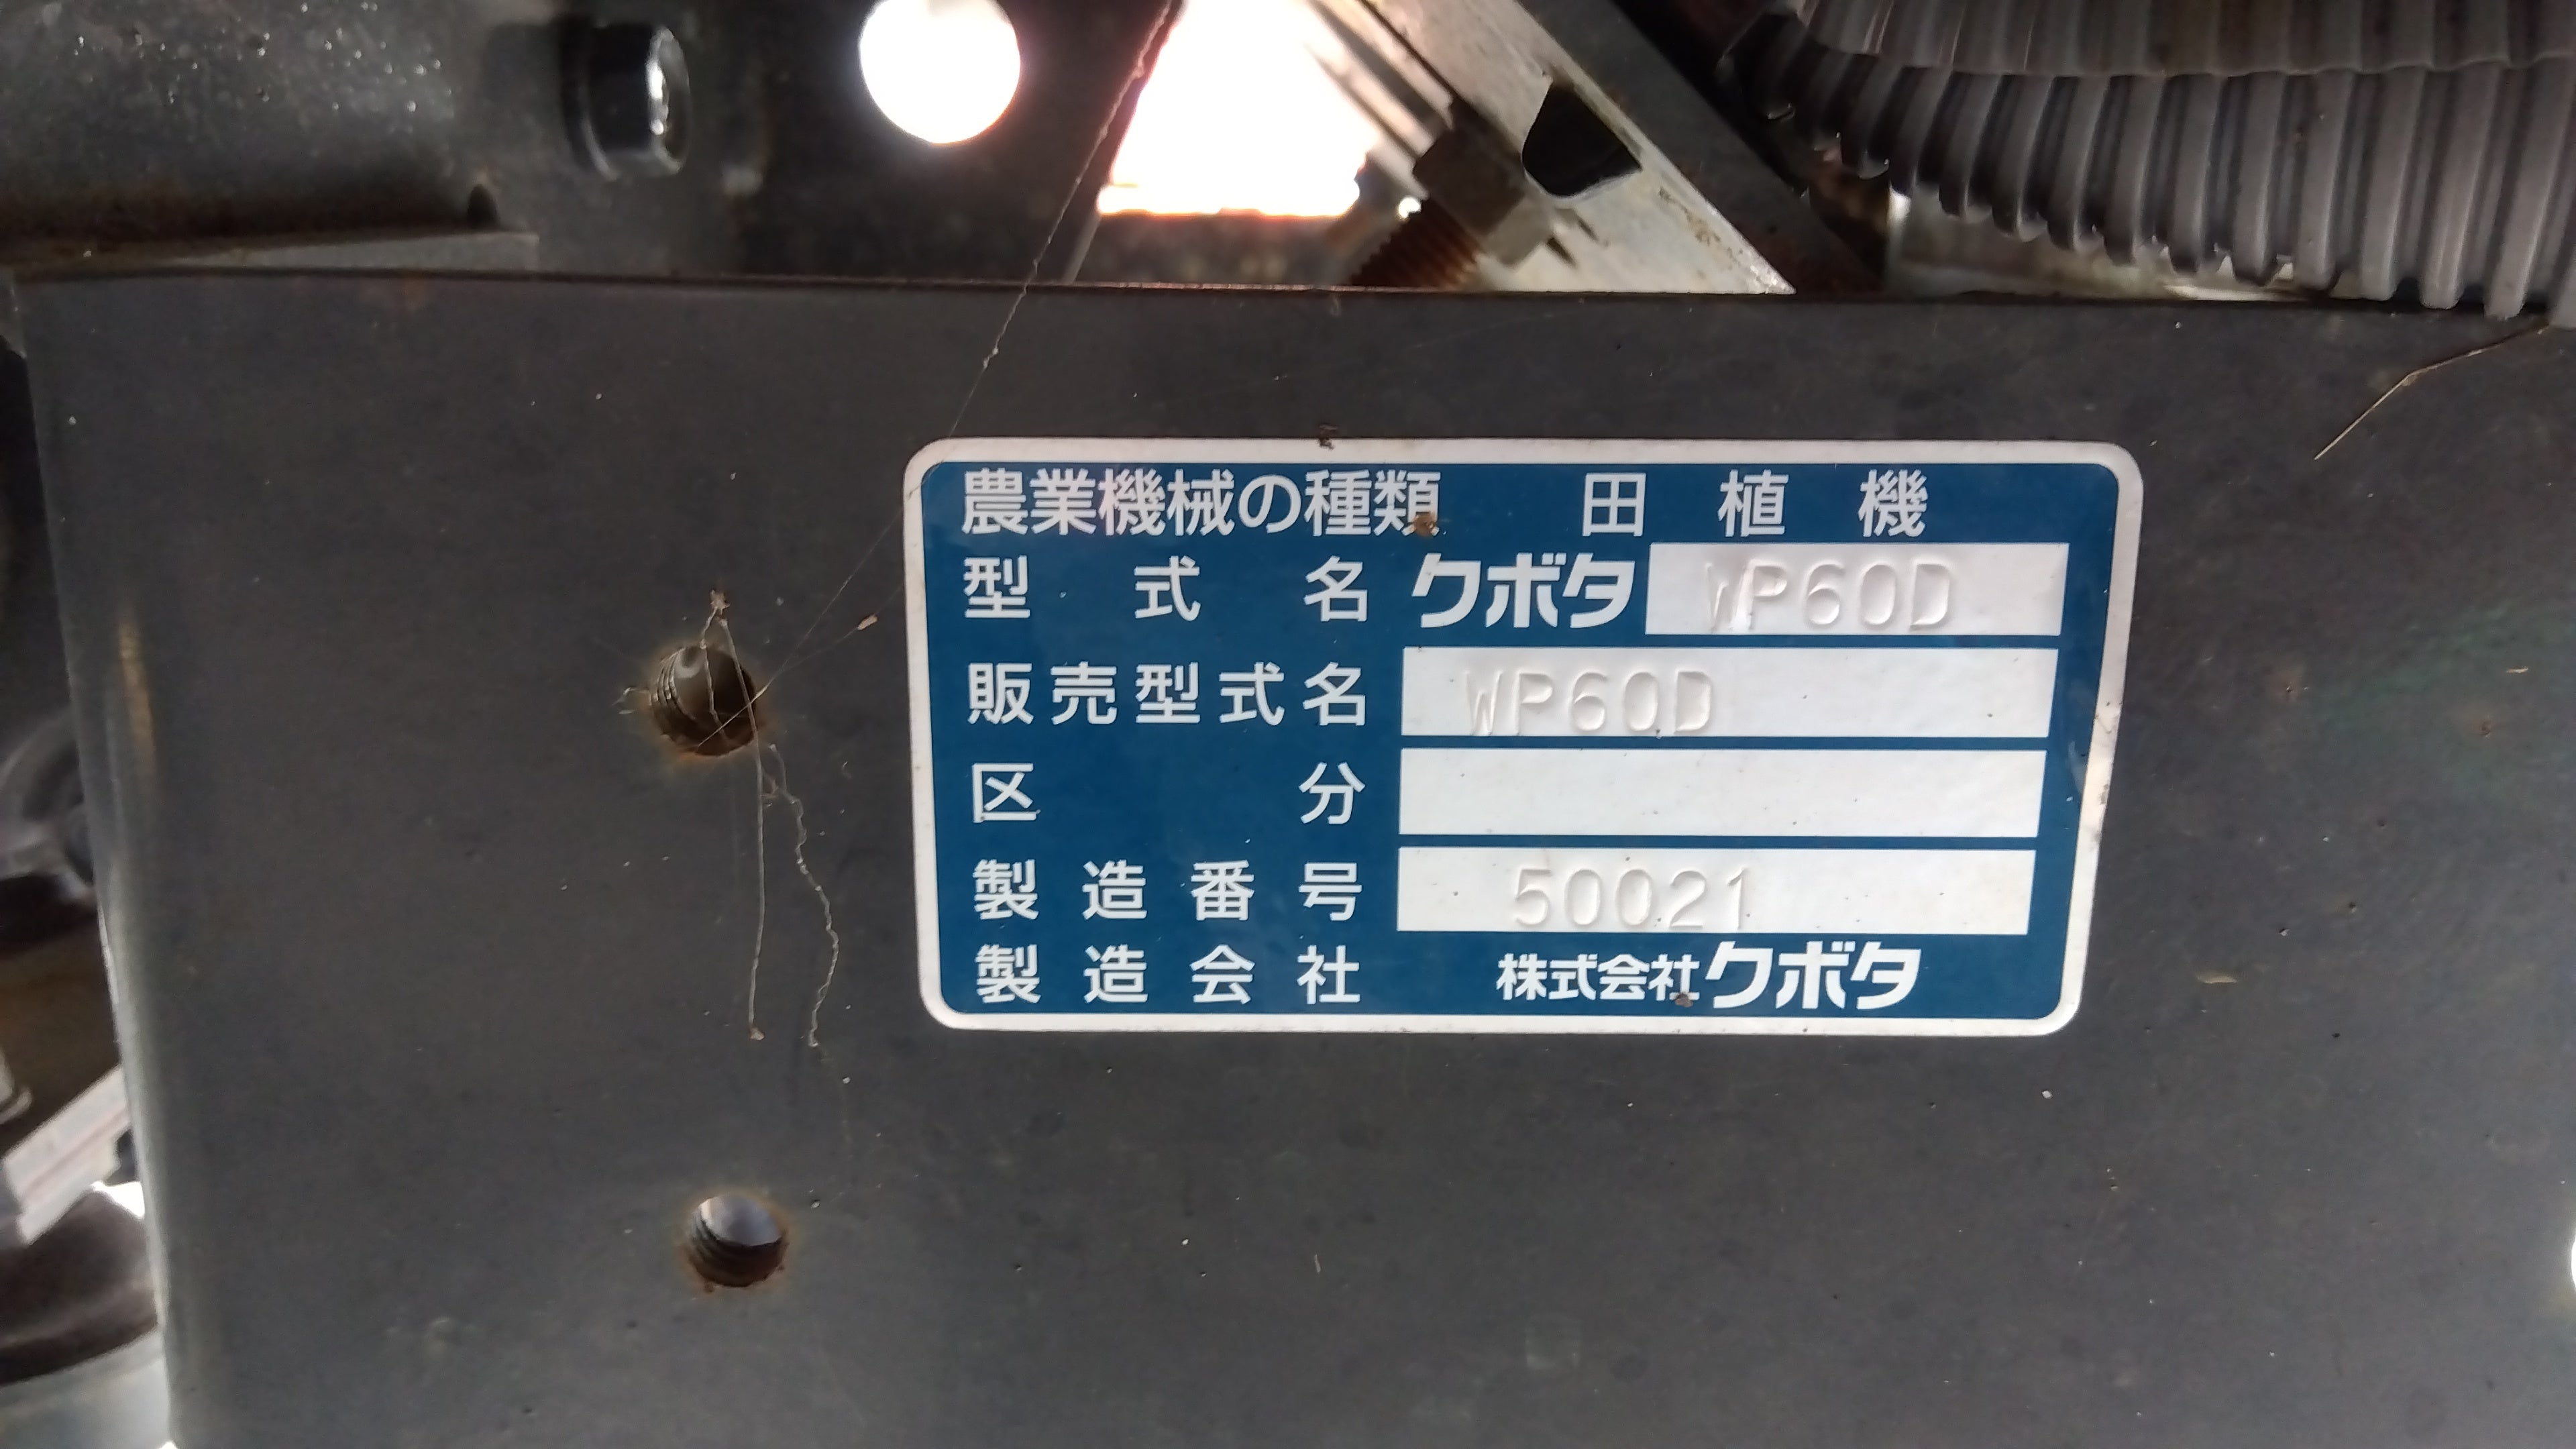 農業機械の種類 田植機
型式名 クボタ WP60D
販売型式名 WP60D
区分
製造番号 50021
製造会社 株式会社クボタ